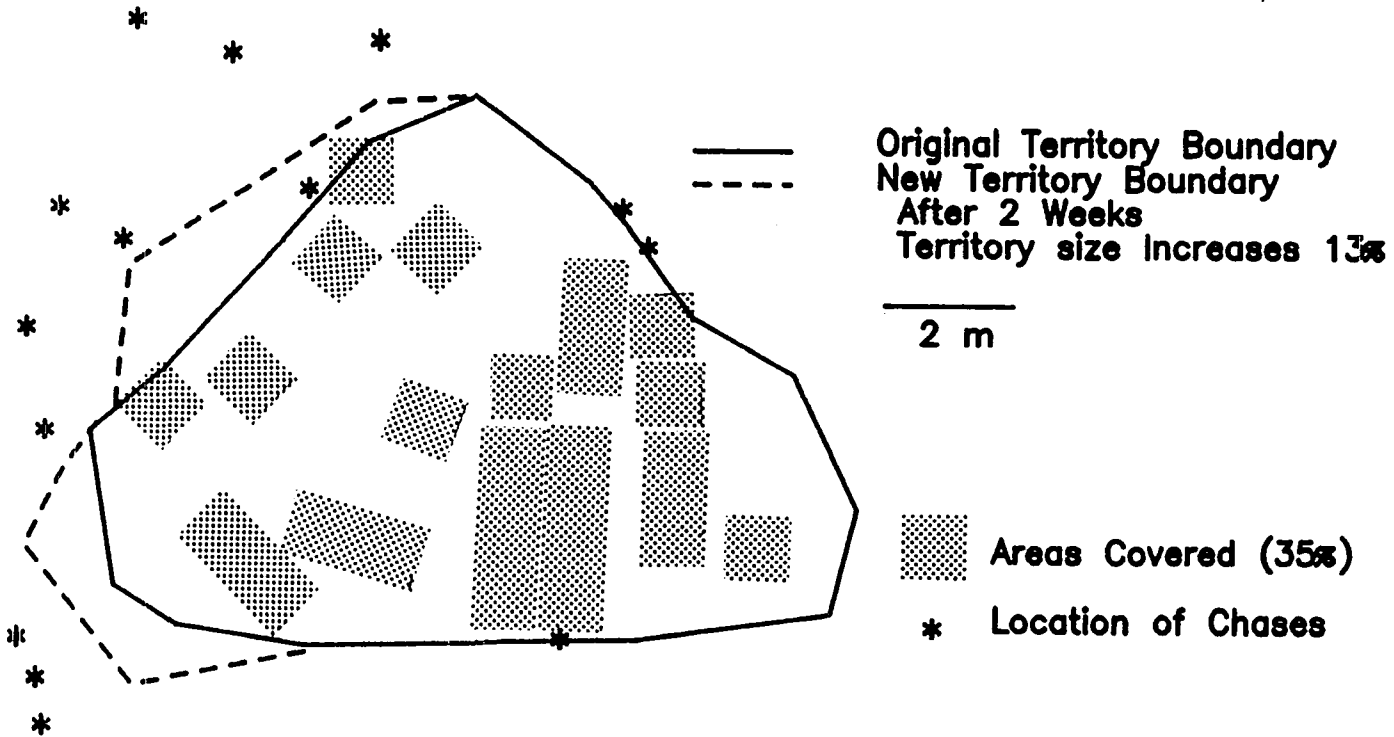 Original Territory Boundary
New Territory Boundary
After 2 Weeks
Territory size Increases 13%
2 m
Areas Covered (35%)
Location of Chases